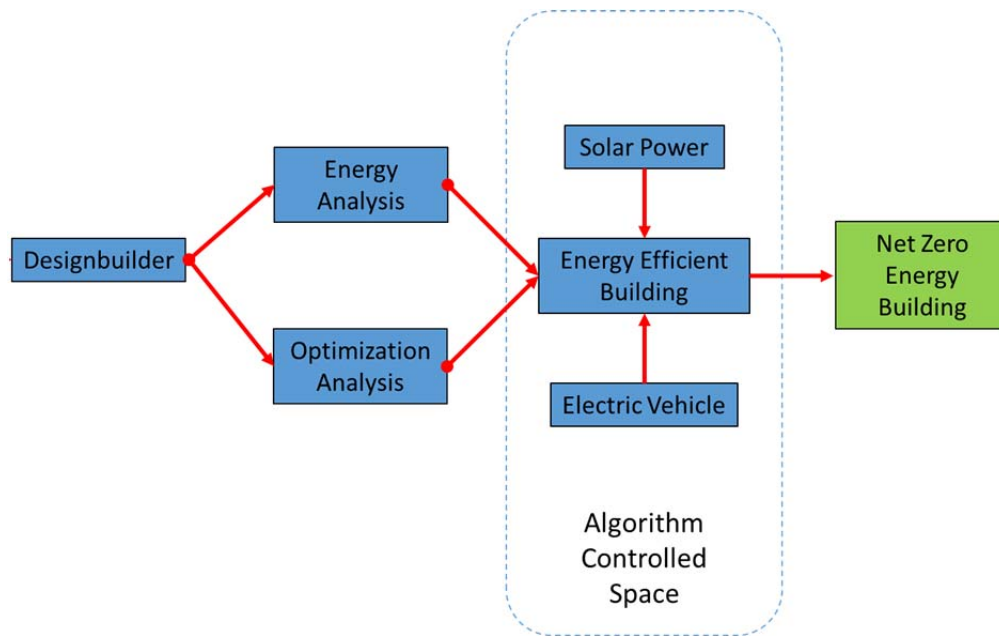 Designbuilder
Energy
Analysis
Optimization
Analysis
Solar Power
Energy Efficient
Building
Electric Vehicle
Algorithm
Controlled
Space
Net Zero
Energy
Building